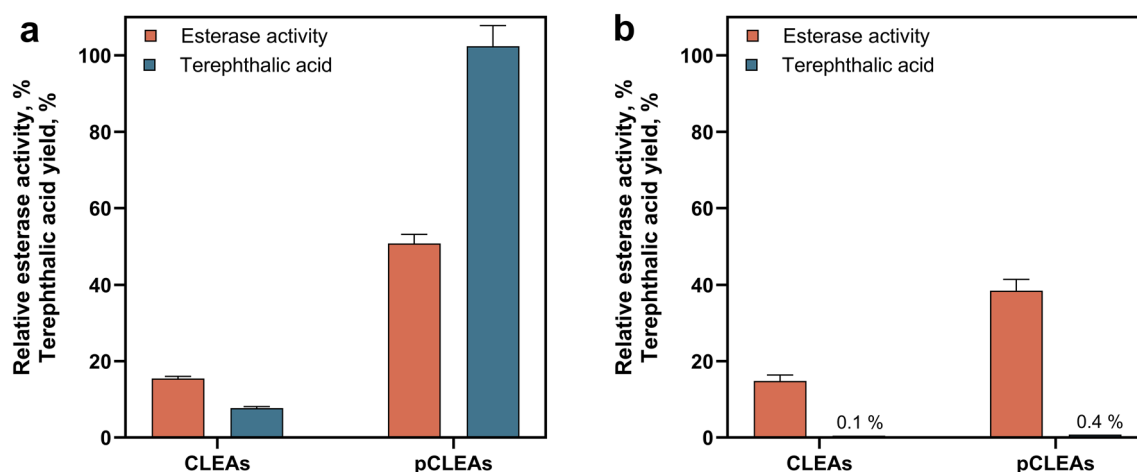 a
Relative esterase activity, %
Terephthalic acid yield, %
100
80
60
40
20
0
Esterase activity
Terephthalic acid
CLEAs
pCLEAs
b
Relative esterase activity, %
Terephthalic acid yield, %
100
80
60
40
20
0
Esterase activity
Terephthalic acid
0.1 %
0.4 %
CLEAs
pCLEAs